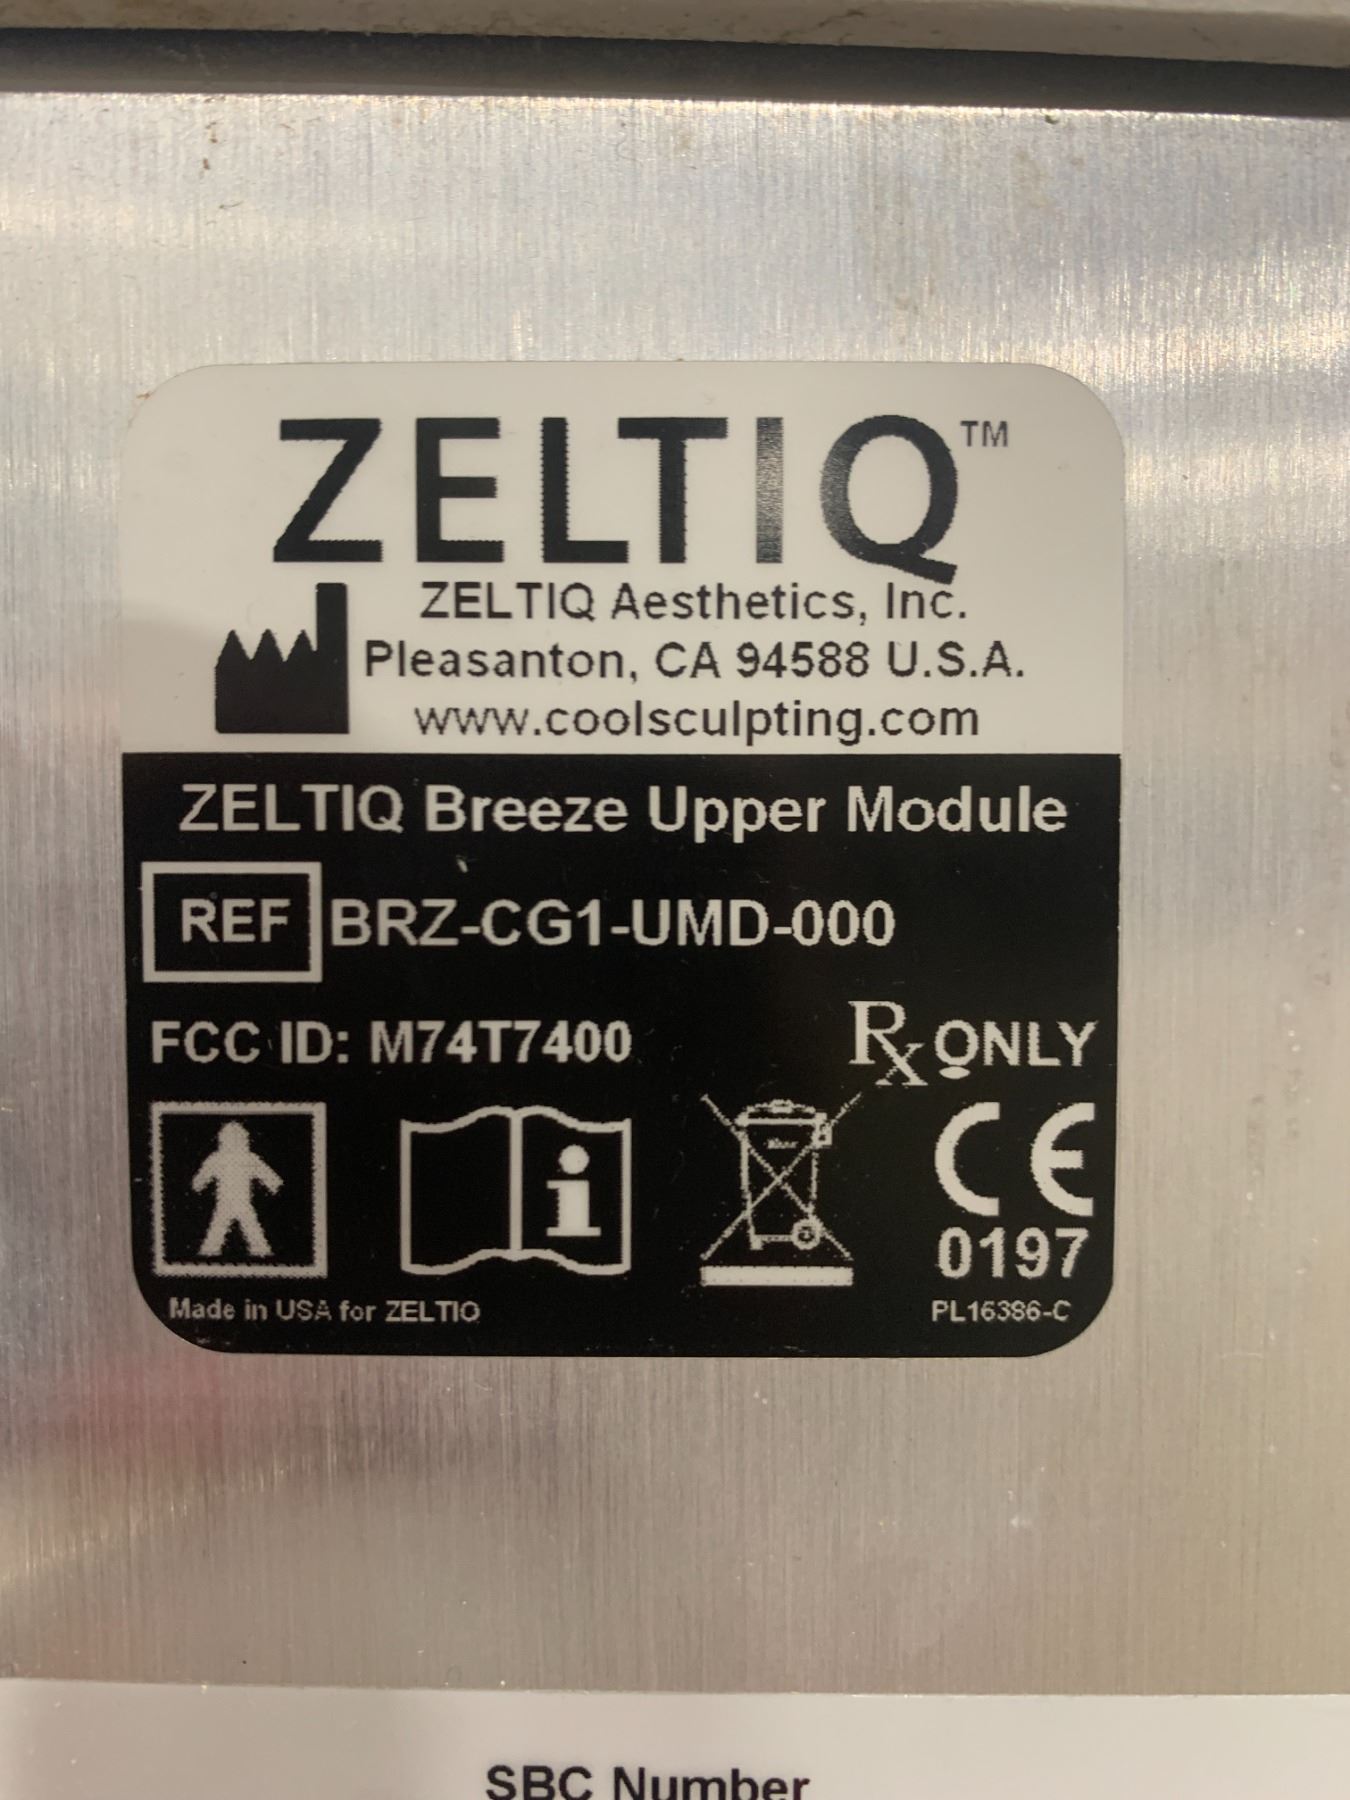 ZELTIQ™
ZELTIQ Aesthetics, Inc.
Pleasanton, CA 94588 U.S.A.
www.coolsculpting.com
ZELTIQ Breeze Upper Module
REF BRZ-CG1-UMD-000
FCC ID: M74T7400
Rx ONLY
CE
0197
Made in USA for ZELTIQ
PL16386-C
SBC Number